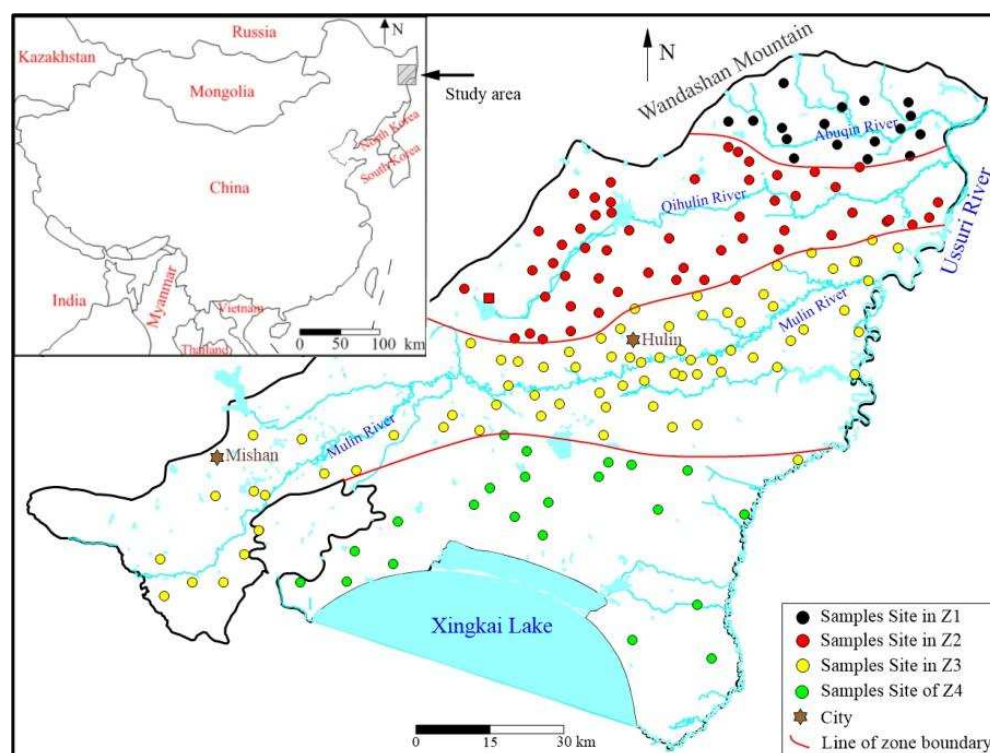 Russia
N
Kazakhstan
Mongolia
Study area
North Korea
South Korea
China
India
Myanmar
Vietnam
Thailand
0 50 100
km
N
Wandashan Mountain
Abuqin River
Qihulin River
Ussuri River
Mulin River
Hulin
Mulin River
Mishan
Xingkai Lake
0 15 30 km
Samples Site in Z1
Samples Site in Z2
Samples Site in Z3
Samples Site of Z4
City
Line of zone boundary